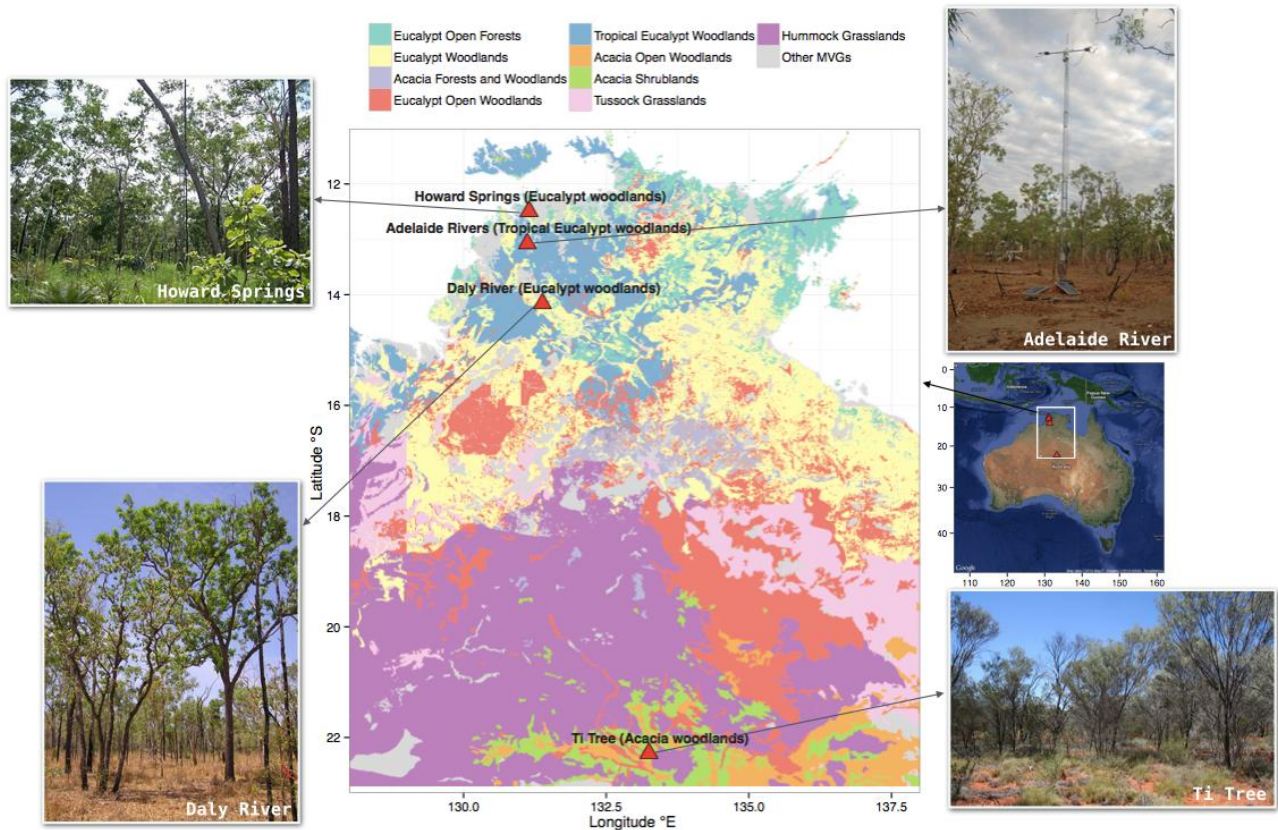 Eucalypt Open Forests
Eucalypt Woodlands
Acacia Forests and Woodlands
Eucalypt Open Woodlands
Tropical Eucalypt Woodlands
Acacia Open Woodlands
Acacia Shrublands
Tussock Grasslands
Hummock Grasslands
Other MVGs
Howard Springs
Adelaide River
Daly River
Ti Tree
Howard Springs (Eucalypt woodlands)
Adelaide Rivers (Tropical Eucalypt woodlands)
Daly River (Eucalypt woodlands)
Ti Tree (Acacia woodlands)
Latitude °S
12
14
16
18
20
22
130.0 132.5 135.0 137.5
Longitude °E
0
10
20
30
40
110 120 130 140 150 160
Google